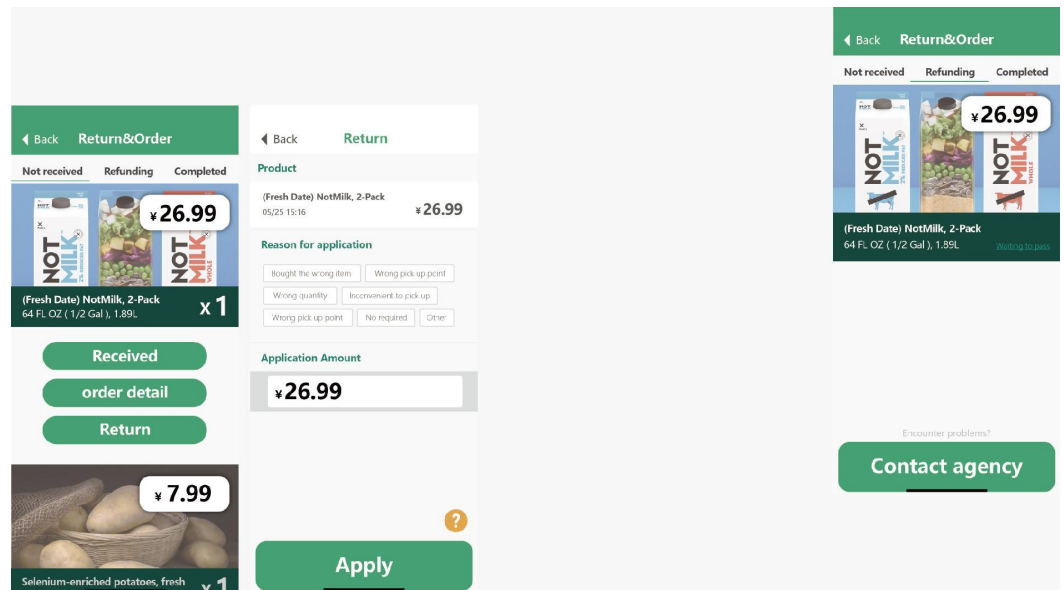 Back Return&Order
Not received Refunding Completed
NOT MILK
NOT MILK WHOLE
¥26.99
(Fresh Date) NotMilk, 2-Pack
64 FL OZ ( 1/2 Gal ), 1.89L
x 1
Received
order detail
Return
¥ 7.99
Selenium-enriched potatoes, fresh
x 1
Back Return
Product
(Fresh Date) NotMilk, 2-Pack
05/25 15:16
¥26.99
Reason for application
Bought the wrong item Wrong pick up point
Wrong quantity Inconvenient to pick up
Wrong pick up point No required Other
Application Amount
¥26.99
?
Apply
Back Return&Order
Not received Refunding Completed
NOT MILK
NOT MILK WHOLE
¥26.99
(Fresh Date) NotMilk, 2-Pack
64 FL OZ ( 1/2 Gal ), 1.89L
Waiting to pass
Encounter problems?
Contact agency